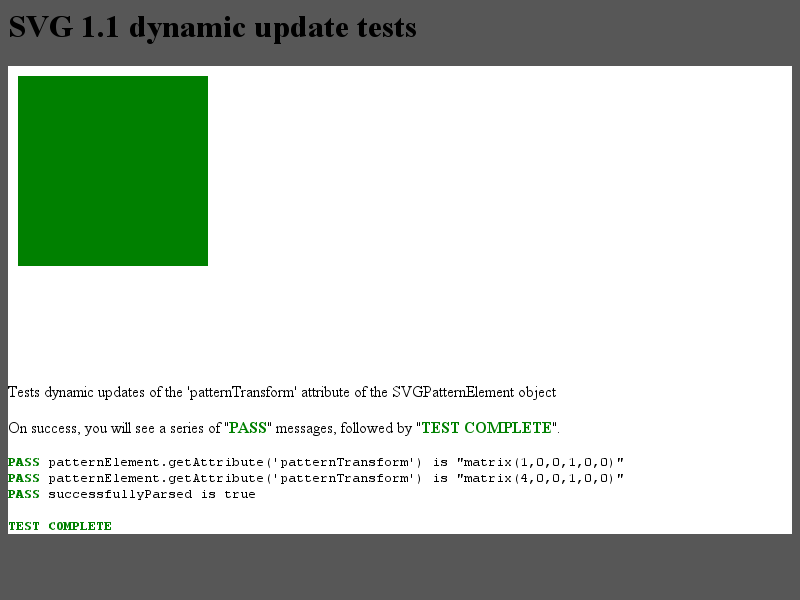 SVG 1.1 dynamic update tests
Tests dynamic updates of the 'patternTransform' attribute of the SVGPatternElement object
On success, you will see a series of "PASS" messages, followed by "TEST COMPLETE".
PASS patternElement.getAttribute('patternTransform') is "matrix(1,0,0,1,0,0)"
PASS patternElement.getAttribute('patternTransform') is "matrix(4,0,0,1,0,0)"
PASS successfullyParsed is true
TEST COMPLETE